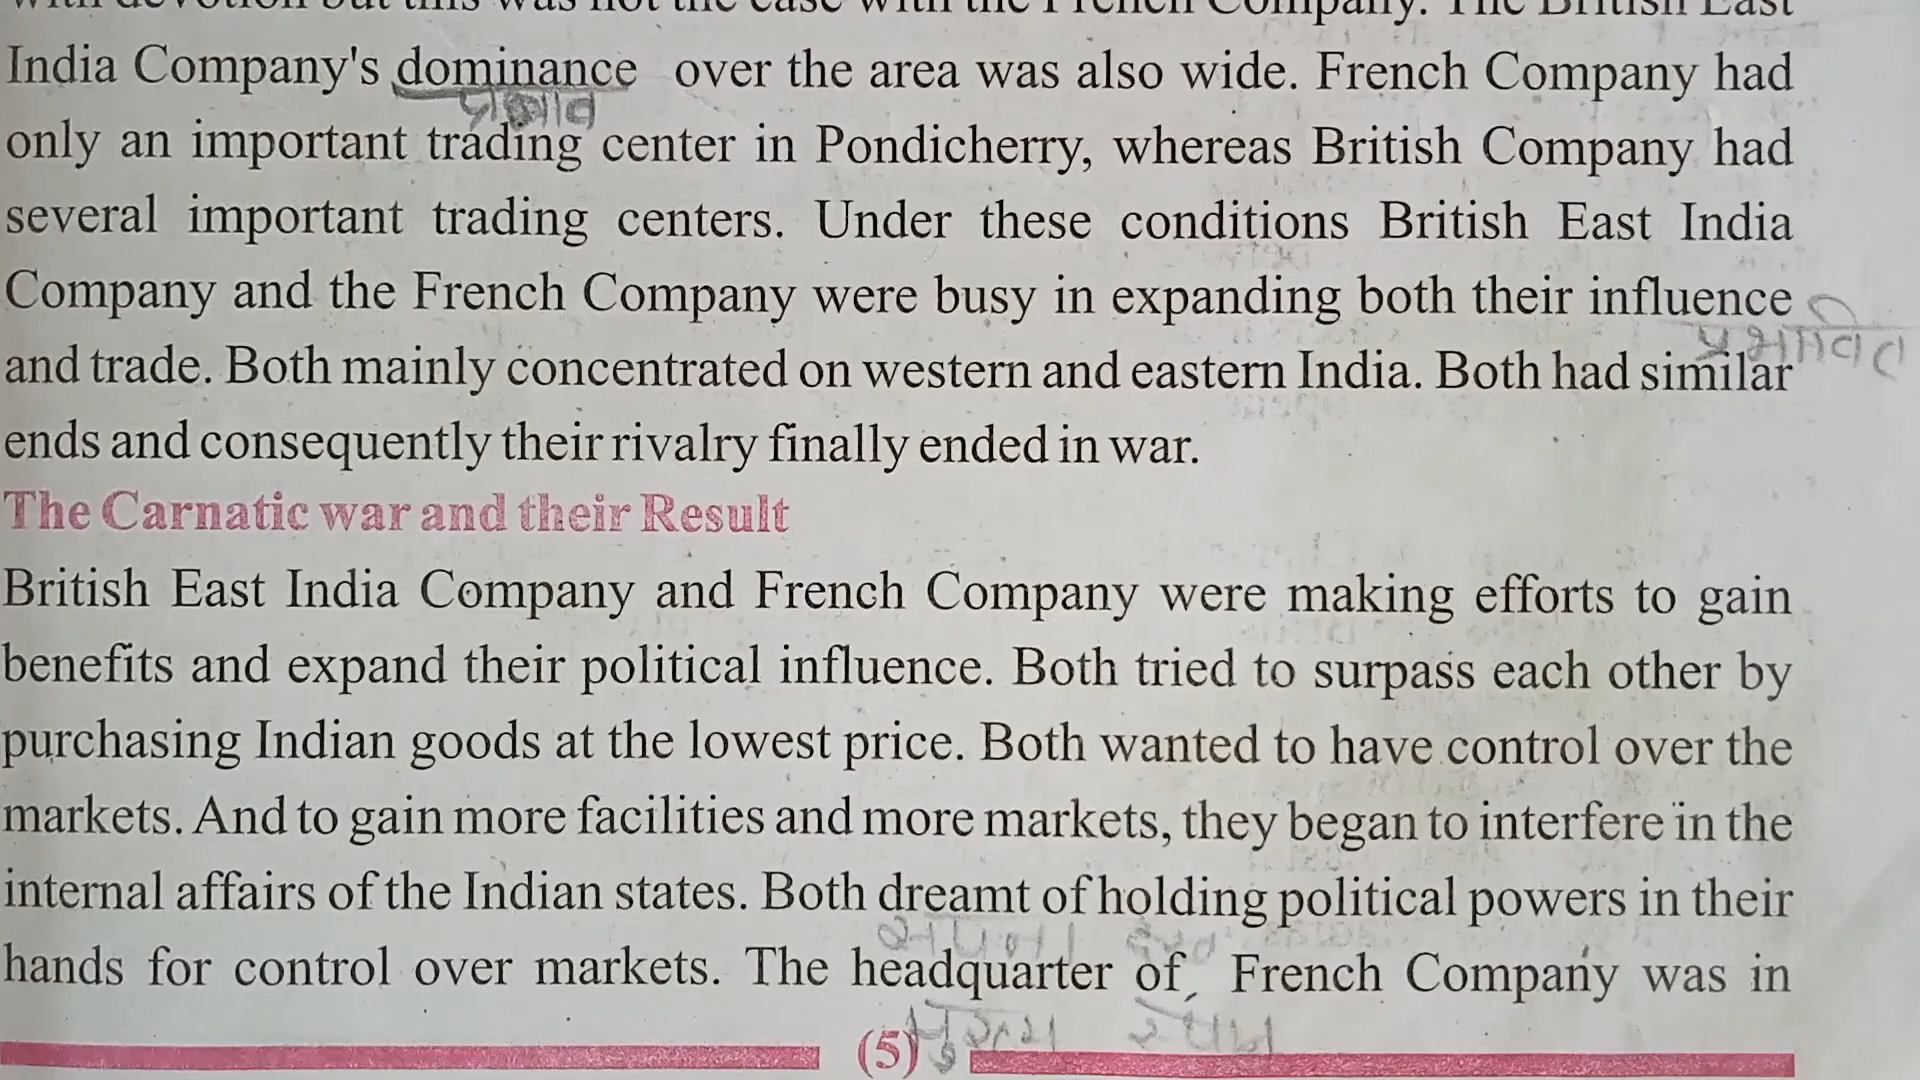 with devotion but this was not the case with the French Company. The British East
India Company's dominance over the area was also wide. French Company had
प्रभाव
only an important trading center in Pondicherry, whereas British Company had
several important trading centers. Under these conditions British East India
Company and the French Company were busy in expanding both their influence
प्रभावित
and trade. Both mainly concentrated on western and eastern India. Both had similar
ends and consequently their rivalry finally ended in war.
The Carnatic war and their Result
British East India Company and French Company were making efforts to gain
benefits and expand their political influence. Both tried to surpass each other by
purchasing Indian goods at the lowest price. Both wanted to have control over the
markets. And to gain more facilities and more markets, they began to interfere in the
internal affairs of the Indian states. Both dreamt of holding political powers in their
सपना
hands for control over markets. The headquarter of, French Company was in
(5)